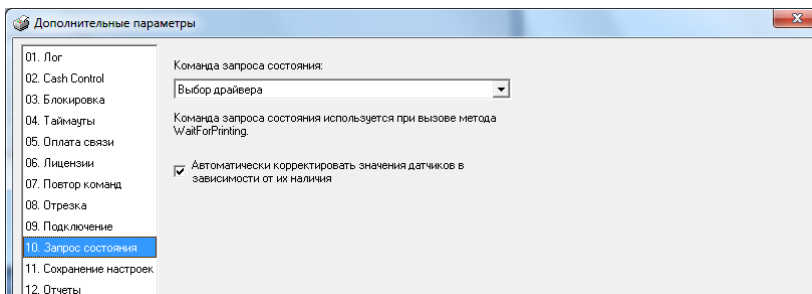 Дополнительные параметры
01. Лог
02. Cash Control
03. Блокировка
04. Таймауты
05. Оплата связи
06. Лицензии
07. Повтор команд
08. Отрезка
09. Подключение
10. Запрос состояния
11. Сохранение настроек
12. Отчеты
Команда запроса состояния:
Выбор драйвера
Команда запроса состояния используется при вызове метода
WaitForPrinting.
Автоматически корректировать значения датчиков в
зависимости от их наличия